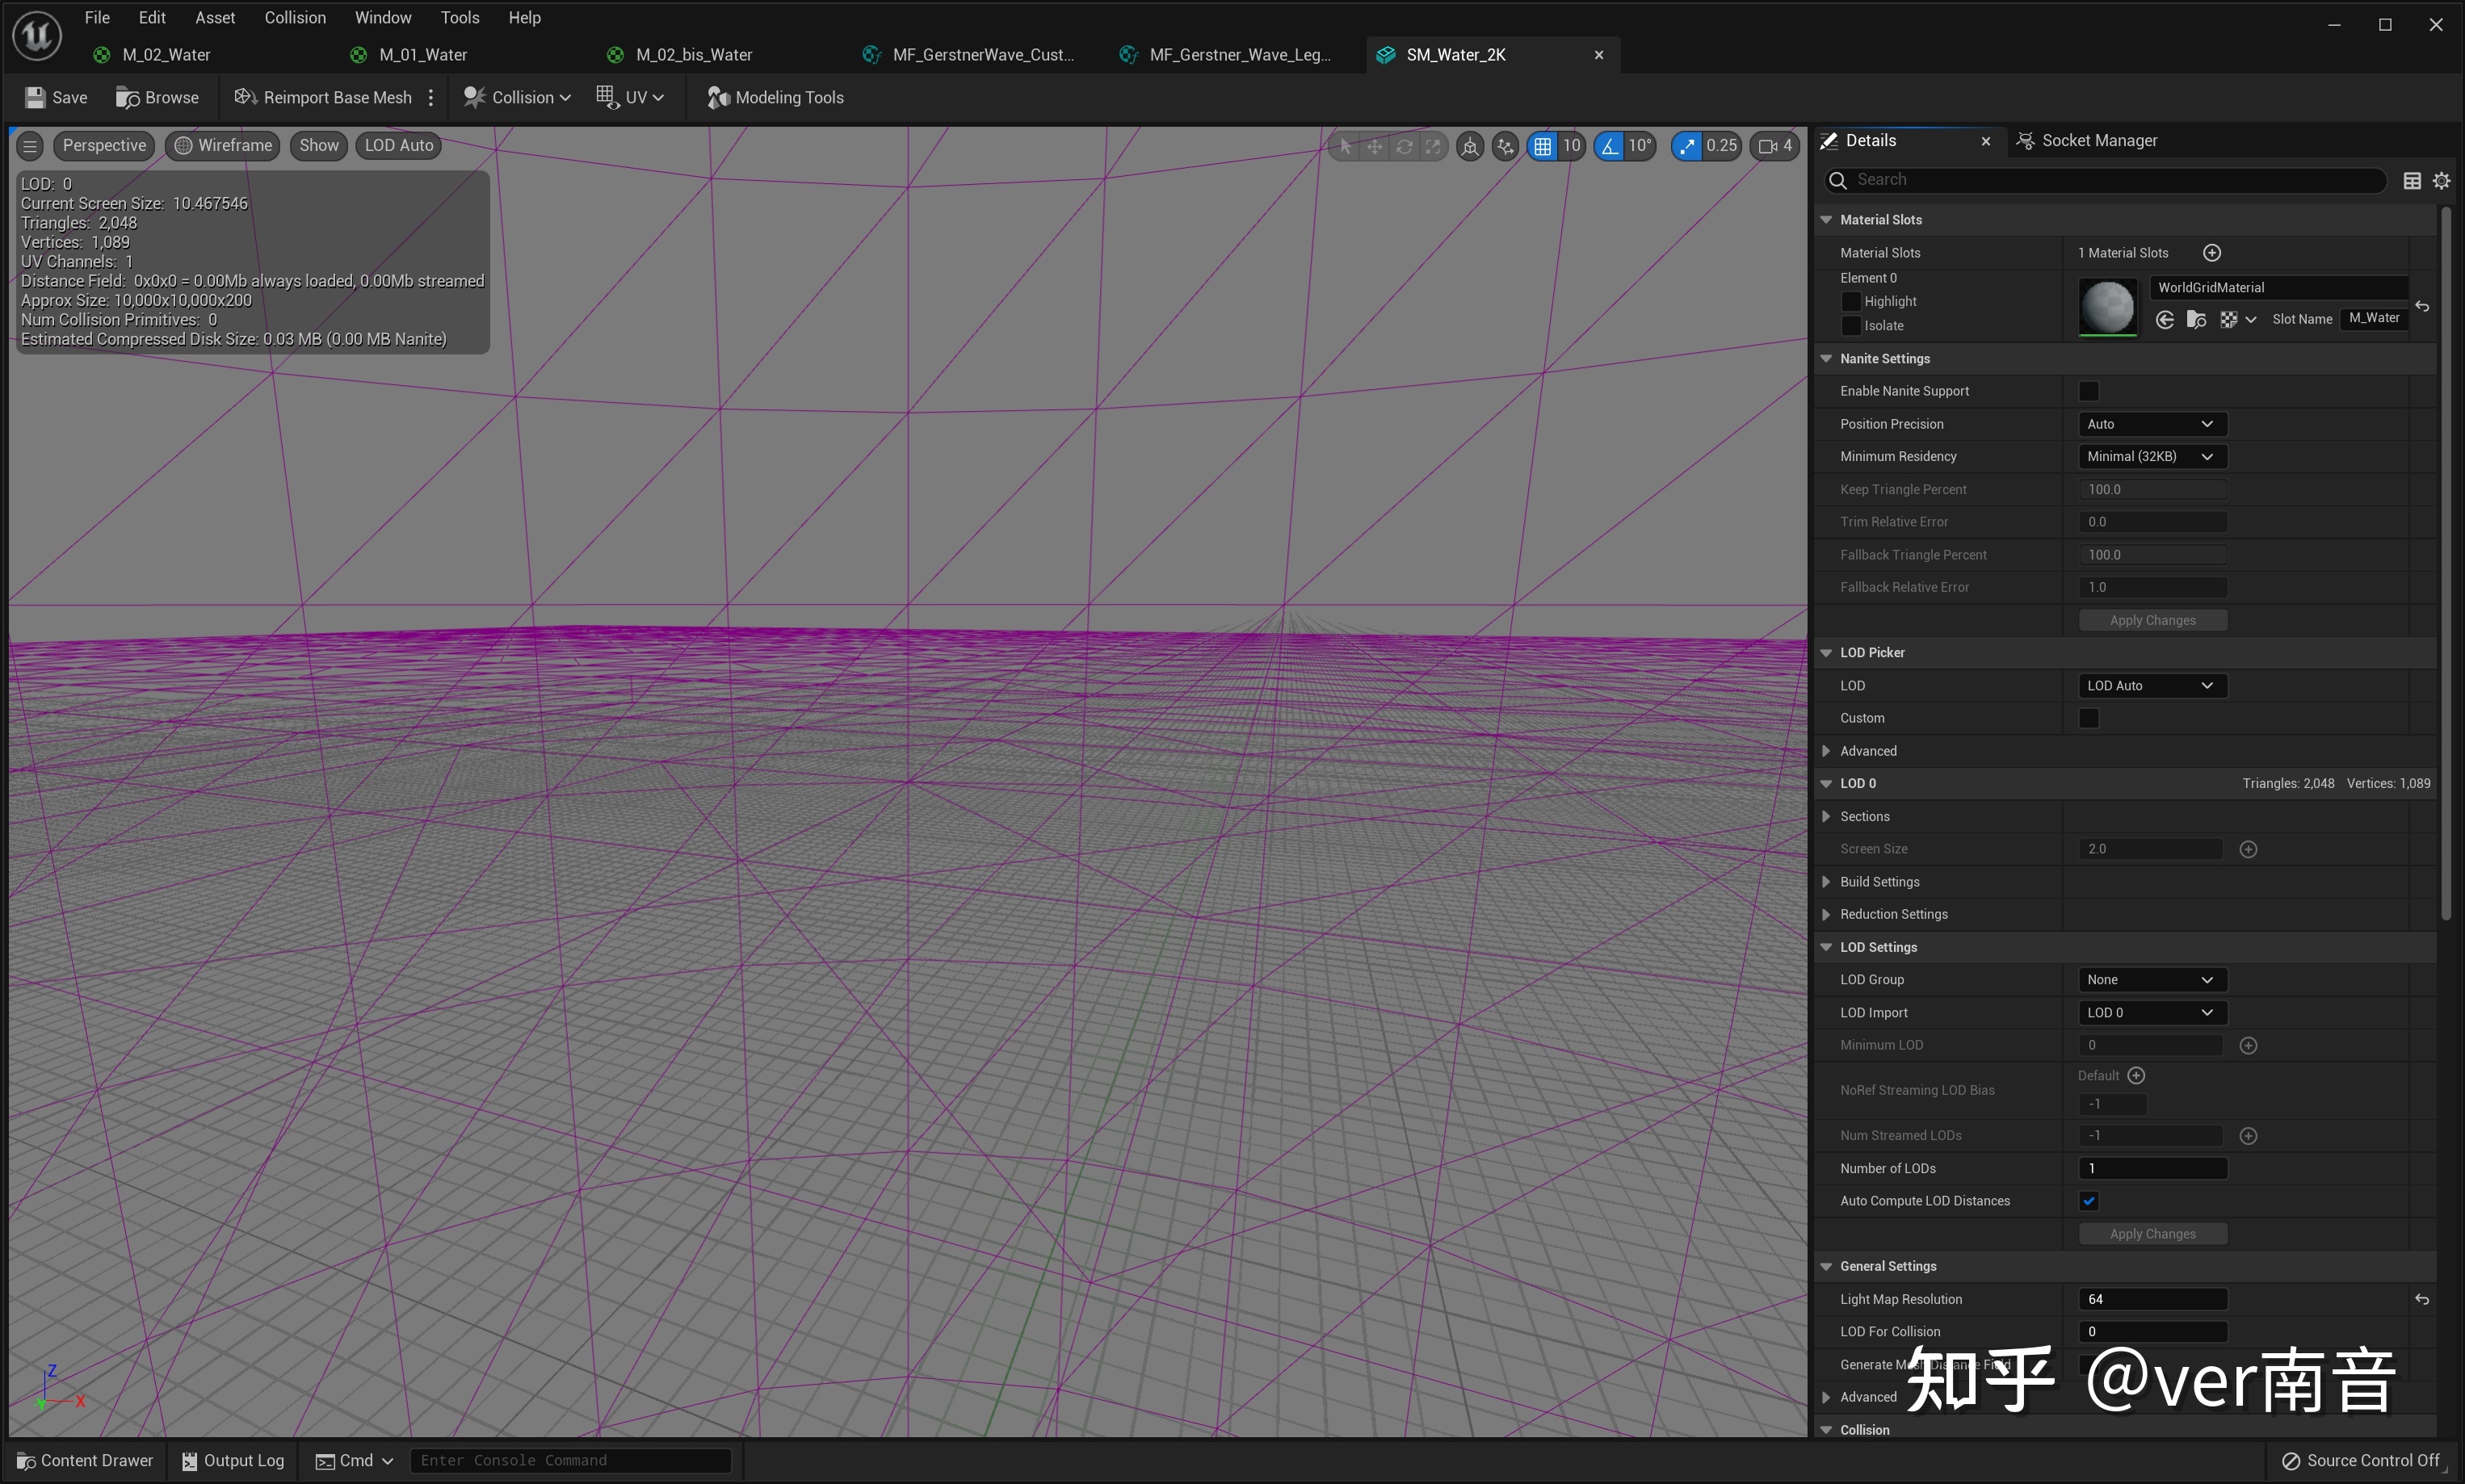 File Edit Asset Collision Window Tools Help
M_02_Water M_01_Water M_02_bis_Water MF_GerstnerWave_Cust... MF_Gerstner_Wave_Leg... SM_Water_2K
Save Browse Reimport Base Mesh Collision UV Modeling Tools
Perspective Wireframe Show LOD Auto 10 10° 0.25 4
LOD: 0
Current Screen Size: 10.467546
Triangles: 2,048
Vertices: 1,089
UV Channels: 1
Distance Field: 0x0x0 = 0.00Mb always loaded, 0.00Mb streamed
Approx Size: 10,000x10,000x200
Num Collision Primitives: 0
Estimated Compressed Disk Size: 0.03 MB (0.00 MB Nanite)
Z
X
Y
Details Socket Manager
Search
Material Slots
Material Slots 1 Material Slots
Element 0
WorldGridMaterial
Highlight
Isolate
Slot Name M_Water
Nanite Settings
Enable Nanite Support
Position Precision Auto
Minimum Residency Minimal (32KB)
Keep Triangle Percent 100.0
Trim Relative Error 0.0
Fallback Triangle Percent 100.0
Fallback Relative Error 1.0
Apply Changes
LOD Picker
LOD LOD Auto
Custom
Advanced
LOD 0 Triangles: 2,048 Vertices: 1,089
Sections
Screen Size 2.0
Build Settings
Reduction Settings
LOD Settings
LOD Group None
LOD Import LOD 0
Minimum LOD 0
Default
NoRef Streaming LOD Bias
-1
Num Streamed LODs -1
Number of LODs 1
Auto Compute LOD Distances
Apply Changes
General Settings
Light Map Resolution 64
LOD For Collision 0
Generate Mesh Distance Field
Advanced
Collision
知乎 @ver南音
Content Drawer Output Log Cmd Enter Console Command Source Control Off